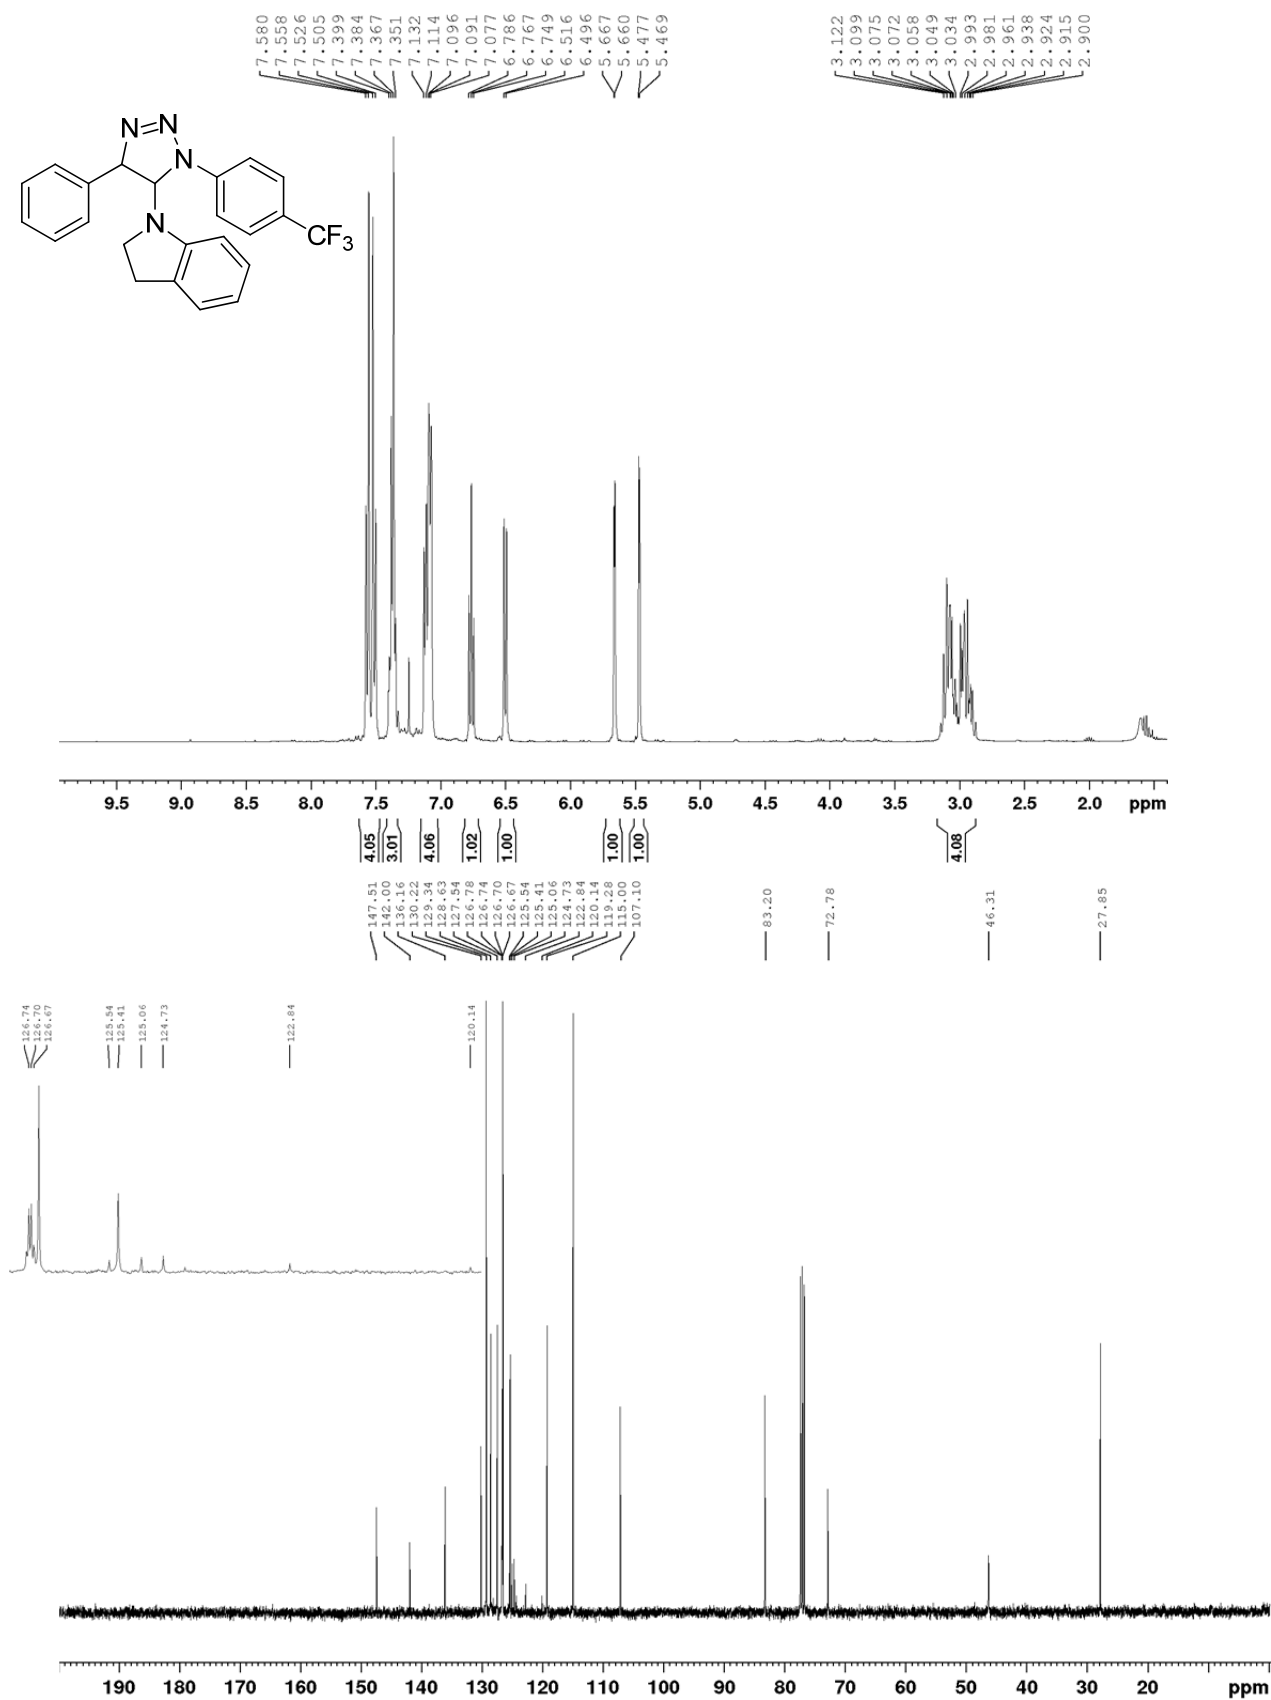 7.580 7.558 7.526 7.505 7.399 7.384 7.367 7.351 7.132 7.114 7.096 7.091 7.077 6.786 6.767 6.749 6.516 6.496 5.667 5.660 5.477 5.469 3.122 3.099 3.075 3.072 3.058 3.049 3.034 2.993 2.981 2.961 2.938 2.924 2.915 2.900
N=N
N
N
CF3
9.5 9.0 8.5 8.0 7.5 7.0 6.5 6.0 5.5 5.0 4.5 4.0 3.5 3.0 2.5 2.0 ppm
4.05 3.01 4.06 1.02 1.00 1.00 1.00 4.08
147.51 142.00 136.16 130.22 129.34 128.63 127.54 126.78 126.74 126.70 126.67 125.54 125.41 125.06 124.73 122.84 120.14 119.28 115.00 107.10 83.20 72.78 46.31 27.85
126.74 126.70 126.67 125.54 125.41 125.06 124.73 122.84 120.14
190 180 170 160 150 140 130 120 110 100 90 80 70 60 50 40 30 20 ppm